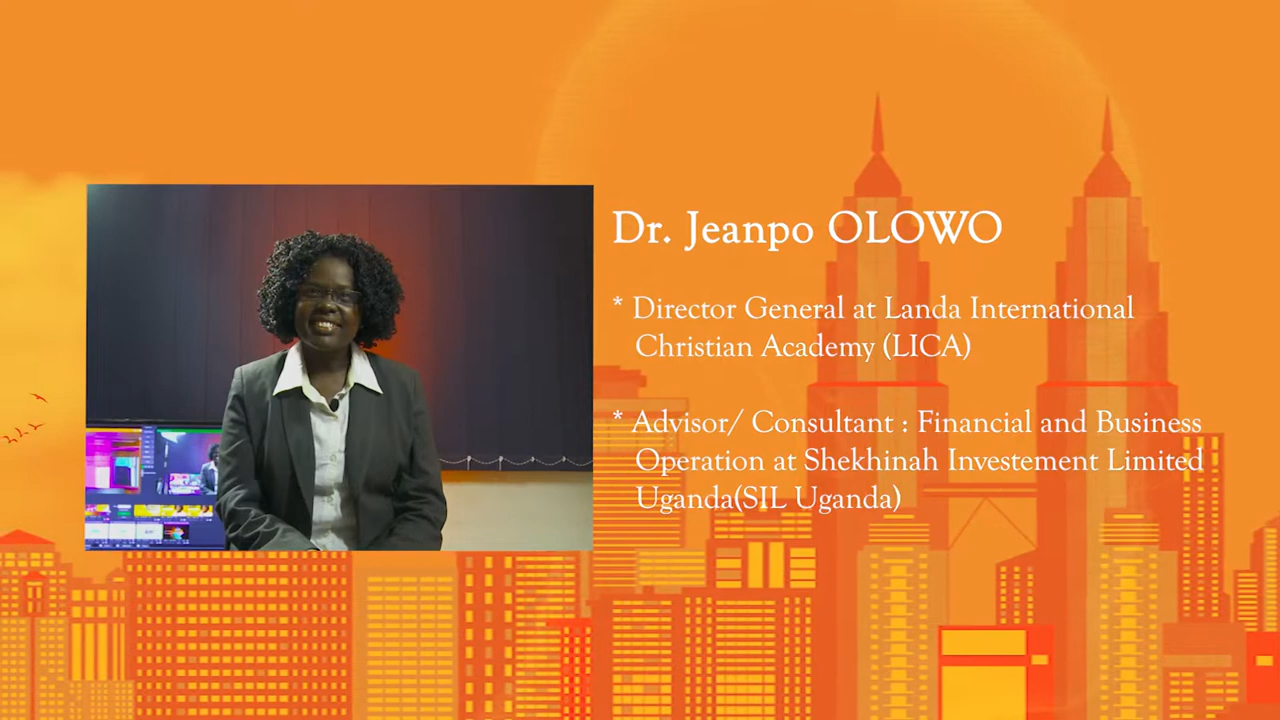 Dr. Jeanpo OLOWO
* Director General at Landa International
Christian Academy (LICA)
* Advisor/ Consultant : Financial and Business
Operation at Shekhinah Investement Limited
Uganda(SIL Uganda)